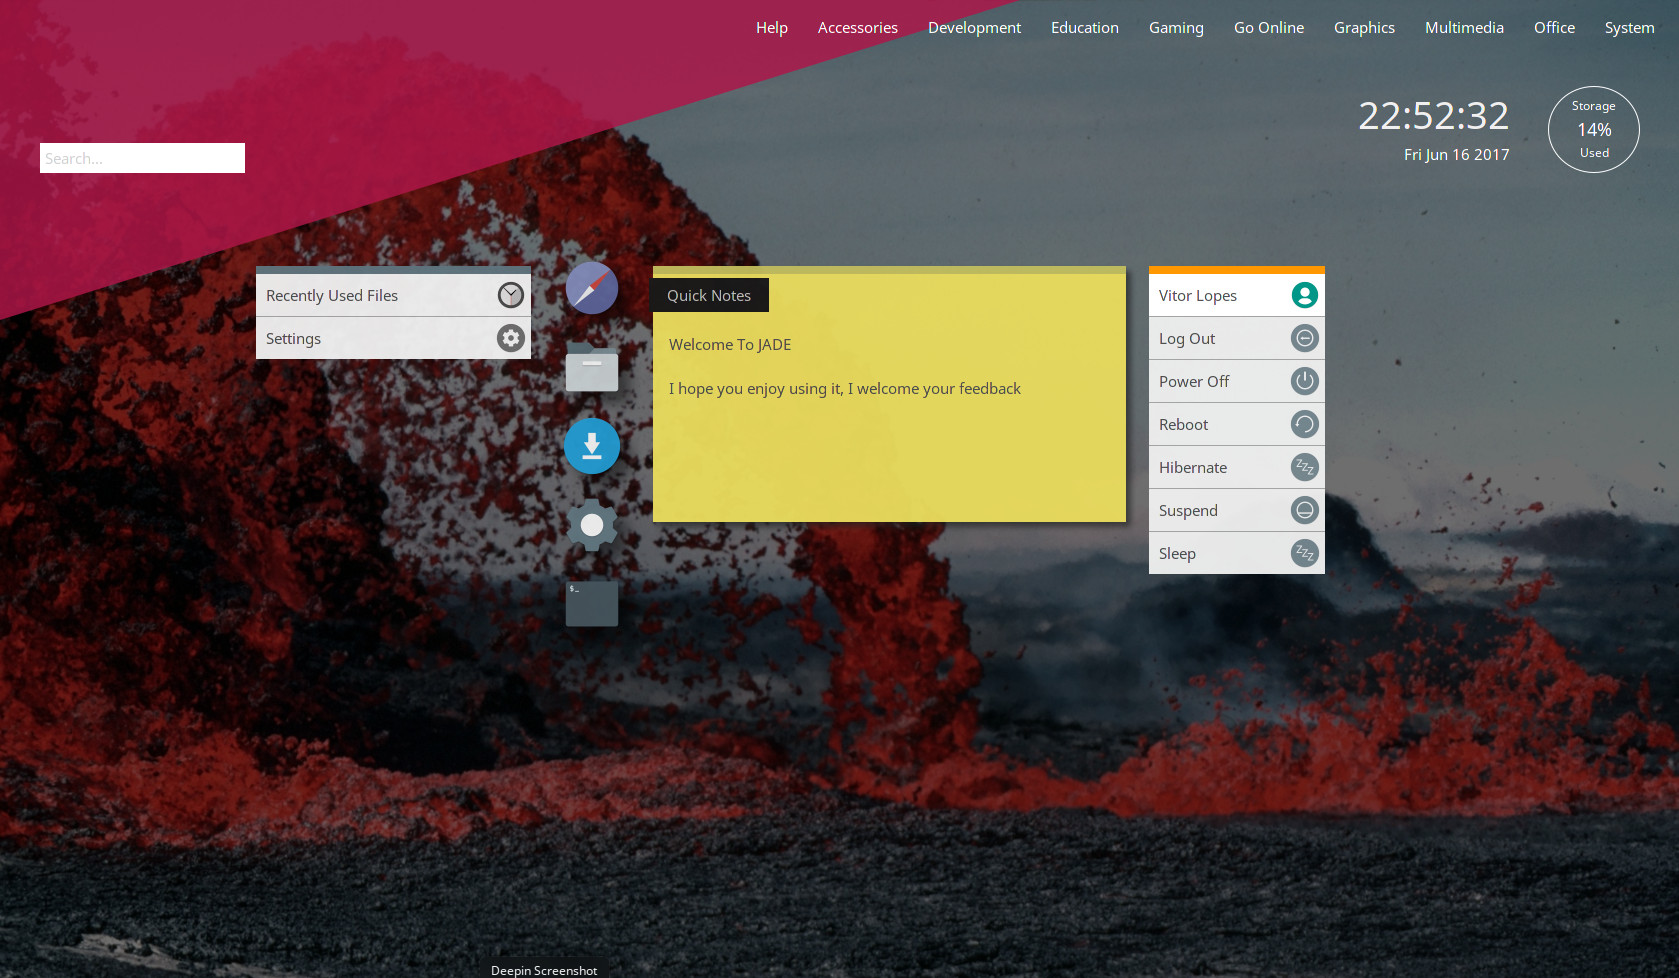 Help Accessories Development Education Gaming Go Online Graphics Multimedia Office System
22:52:32
Fri Jun 16 2017
Storage
14%
Used
Search...
Recently Used Files
Settings
$_
Quick Notes
Welcome To JADE
I hope you enjoy using it, I welcome your feedback
Vitor Lopes
Log Out
Power Off
Reboot
Hibernate
zzz
Suspend
Sleep
zzz
Deepin Screenshot